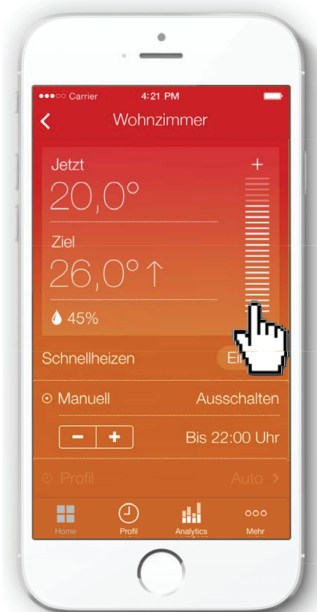 Carrier 4:21 PM
Wohnzimmer
Jetzt +
20,0°
Ziel
26,0° ↑
45%
Schnellheizen
Manuell Ausschalten
− + Bis 22:00 Uhr
Profil Auto >
Home Profil Analytics Mehr